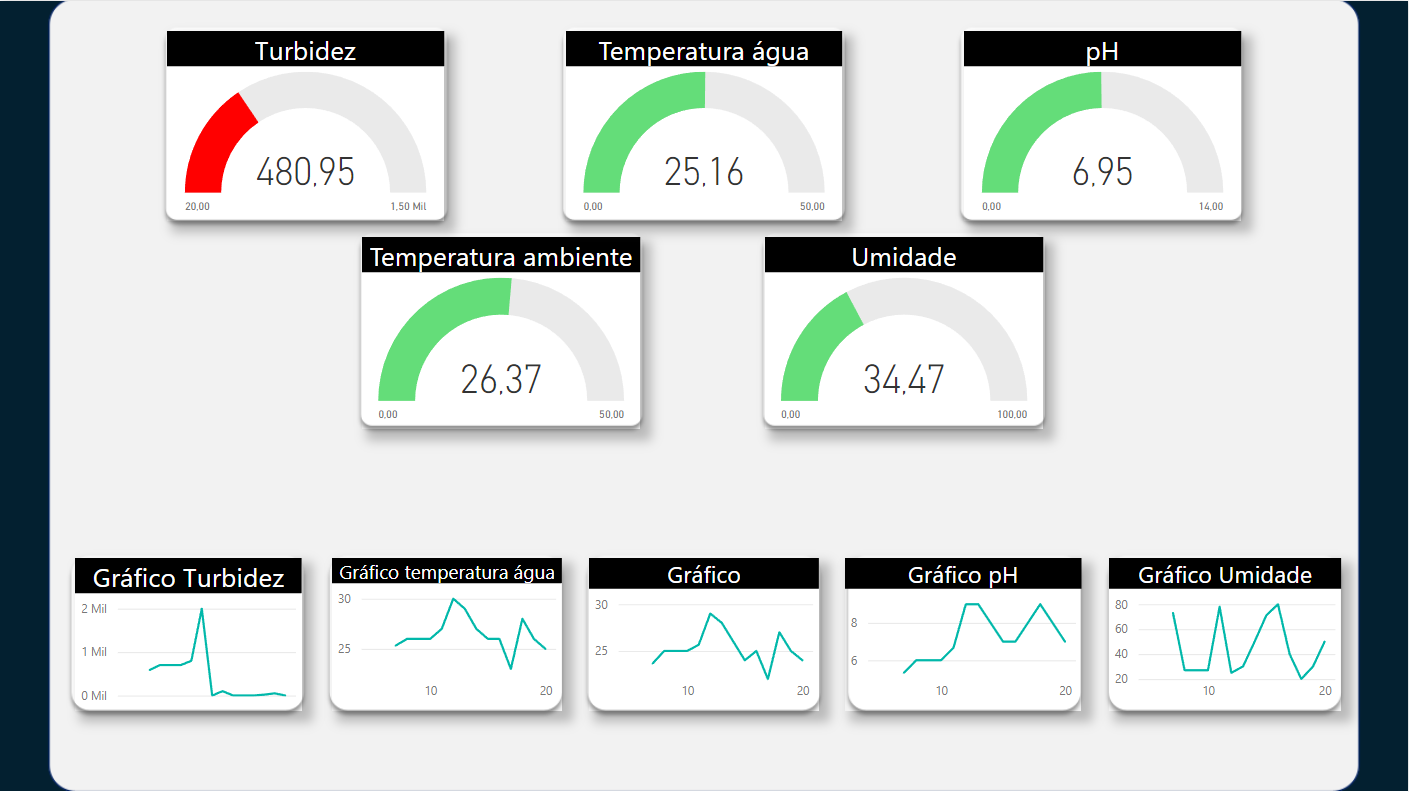 Turbidez
480,95
20,00
1,50 Mil
Temperatura água
25,16
0,00
50,00
pH
6,95
0,00
14,00
Temperatura ambiente
26,37
0,00
50,00
Umidade
34,47
0,00
100,00
Gráfico Turbidez
2 Mil
1 Mil
0 Mil
Gráfico temperatura água
30
25
10
20
Gráfico
30
25
10
20
Gráfico pH
8
6
10
20
Gráfico Umidade
80
60
40
20
10
20